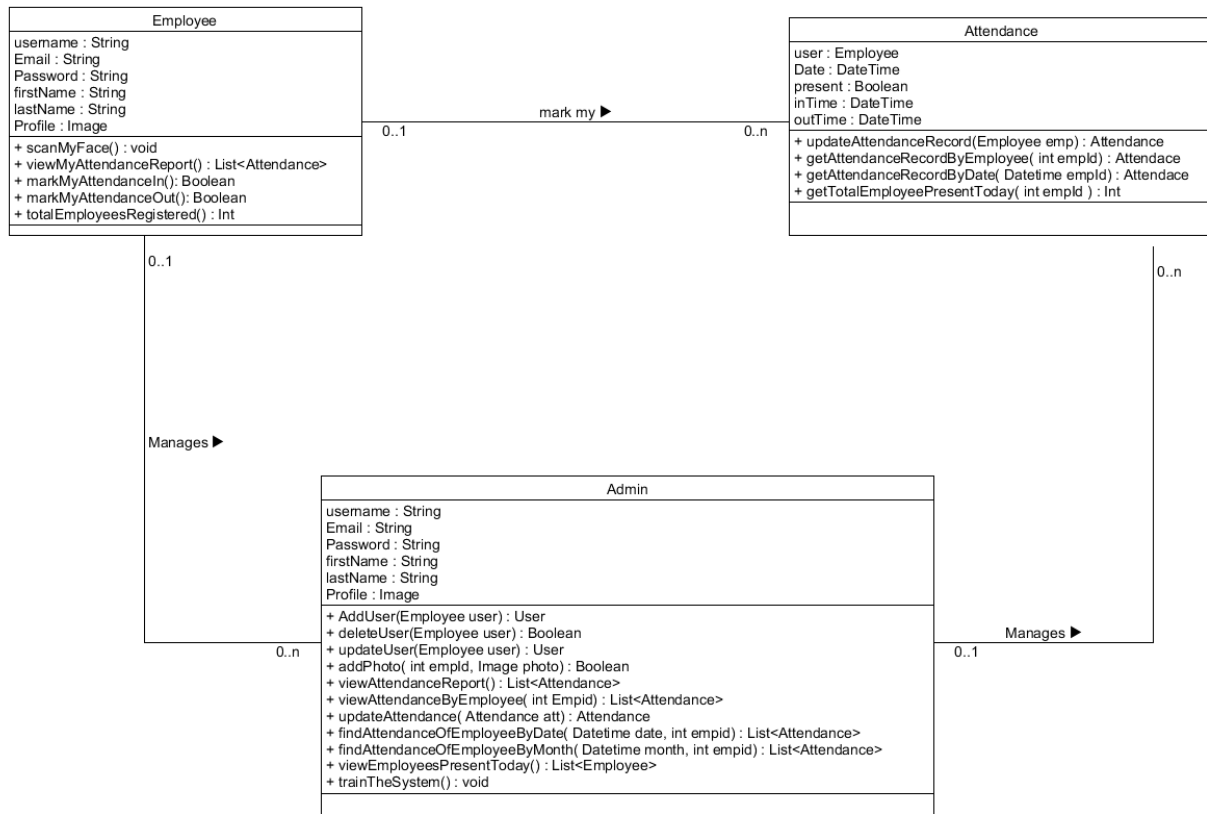 Employee
username : String
Email : String
Password : String
firstName : String
lastName : String
Profile : Image
+ scanMyFace() : void
+ viewMyAttendanceReport() : List<Attendance>
+ markMyAttendanceIn(): Boolean
+ markMyAttendanceOut(): Boolean
+ totalEmployeesRegistered() : Int
mark my ▶
0..1
0..n
Attendance
user : Employee
Date : DateTime
present : Boolean
inTime : DateTime
outTime : DateTime
+ updateAttendanceRecord(Employee emp) : Attendance
+ getAttendanceRecordByEmployee( int empId) : Attendace
+ getAttendanceRecordByDate( Datetime empId) : Attendace
+ getTotalEmployeePresentToday( int empId ) : Int
0..1
0..n
Manages ▶
Admin
username : String
Email : String
Password : String
firstName : String
lastName : String
Profile : Image
+ AddUser(Employee user) : User
+ deleteUser(Employee user) : Boolean
+ updateUser(Employee user) : User
+ addPhoto( int empId, Image photo) : Boolean
+ viewAttendanceReport() : List<Attendance>
+ viewAttendanceByEmployee( int Empid) : List<Attendance>
+ updateAttendance( Attendance att) : Attendance
+ findAttendanceOfEmployeeByDate( Datetime date, int empid) : List<Attendance>
+ findAttendanceOfEmployeeByMonth( Datetime month, int empid) : List<Attendance>
+ viewEmployeesPresentToday() : List<Employee>
+ trainTheSystem() : void
0..n
Manages ▶
0..1